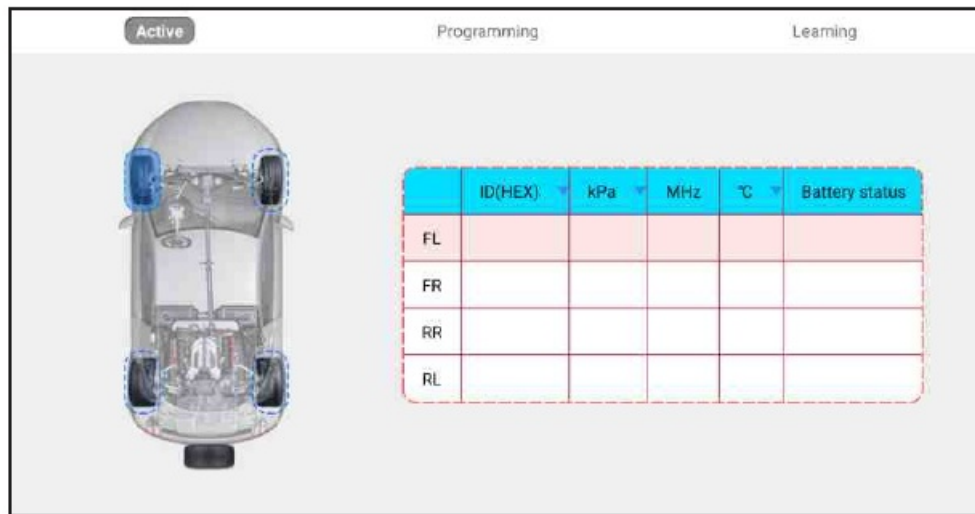 Active Programming Learning
ID(HEX) kPa MHz ℃ Battery status
FL
FR
RR
RL